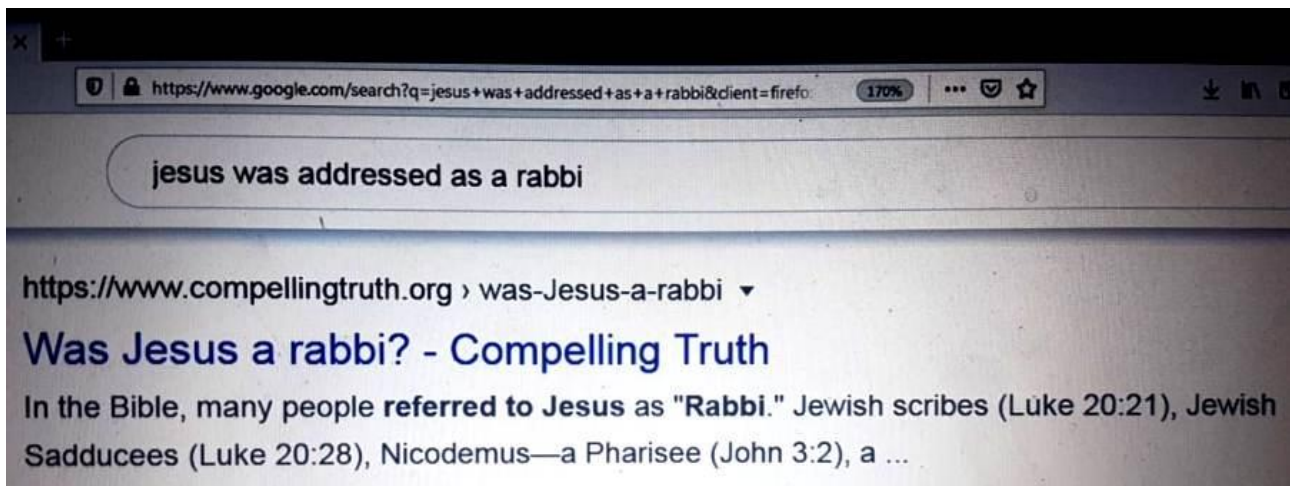 https://www.google.com/search?q=jesus+was+addressed+as+a+rabbi&client=firefo
170%
jesus was addressed as a rabbi
https://www.compellingtruth.org › was-Jesus-a-rabbi
Was Jesus a rabbi? - Compelling Truth
In the Bible, many people referred to Jesus as "Rabbi." Jewish scribes (Luke 20:21), Jewish
Sadducees (Luke 20:28), Nicodemus—a Pharisee (John 3:2), a ...